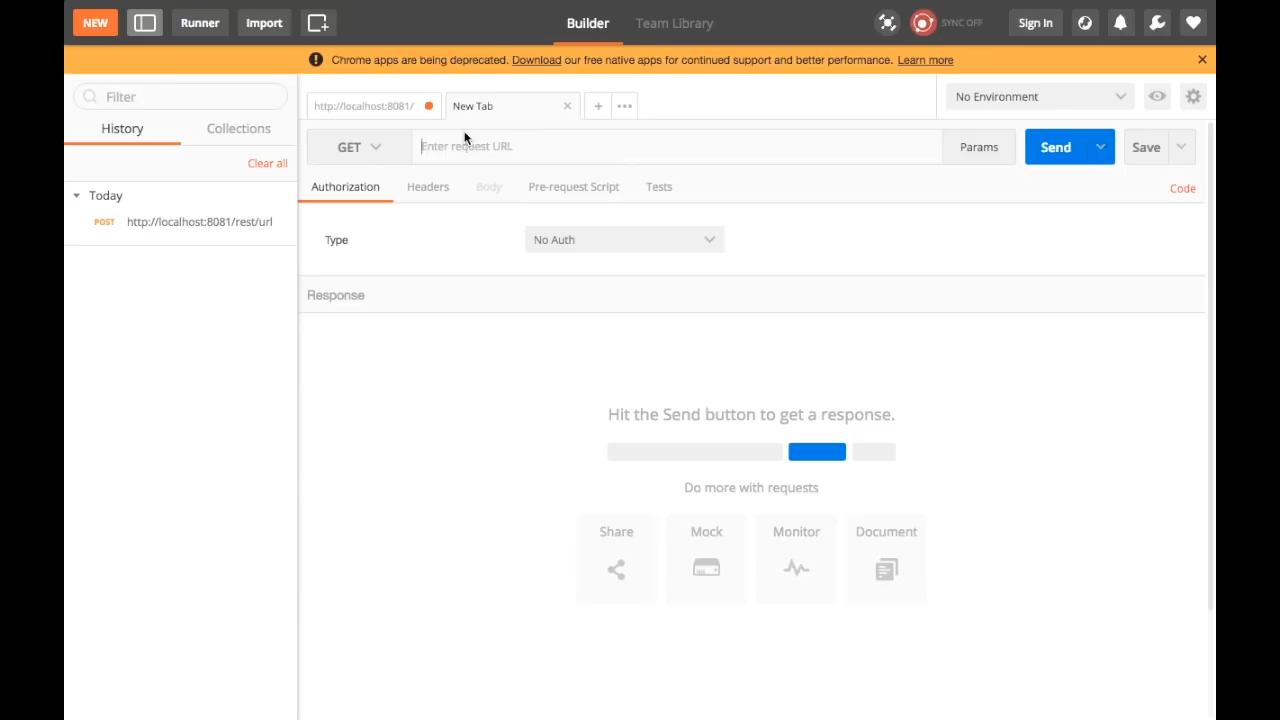 NEW Runner Import Builder Team Library SYNC OFF Sign In
Chrome apps are being deprecated. Download our free native apps for continued support and better performance. Learn more
Filter
History Collections
Clear all
Today
POST http://localhost:8081/rest/url
http://localhost:8081/ New Tab No Environment
GET Enter request URL Params Send Save
Authorization Headers Body Pre-request Script Tests Code
Type No Auth
Response
Hit the Send button to get a response.
Do more with requests
Share Mock Monitor Document